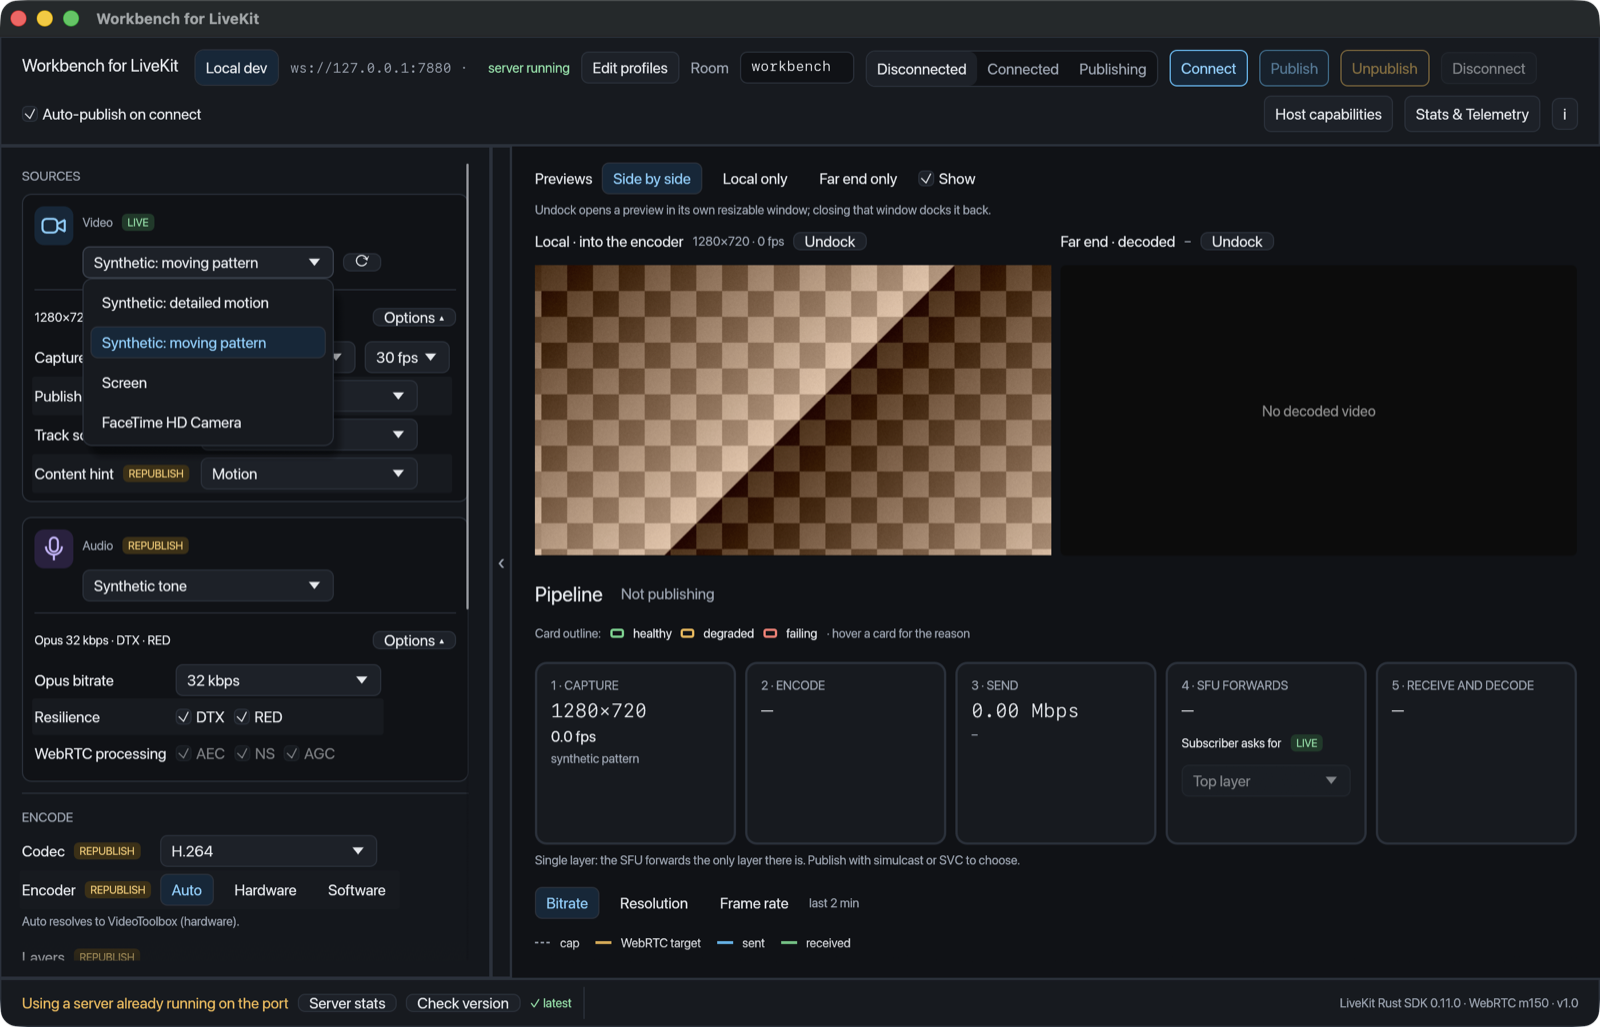 Workbench for LiveKit
Workbench for LiveKit Local dev ws://127.0.0.1:7880 · server running Edit profiles Room workbench Disconnected Connected Publishing Connect Publish Unpublish Disconnect
Auto-publish on connect Host capabilities Stats & Telemetry i
SOURCES
Video LIVE
Synthetic: moving pattern
Synthetic: detailed motion
Synthetic: moving pattern
Screen
FaceTime HD Camera
1280×72 Options
Capture 30 fps
Publish
Track
Content hint REPUBLISH Motion
Audio REPUBLISH
Synthetic tone
Opus 32 kbps · DTX · RED Options
Opus bitrate 32 kbps
Resilience DTX RED
WebRTC processing AEC NS AGC
ENCODE
Codec REPUBLISH H.264
Encoder REPUBLISH Auto Hardware Software
Auto resolves to VideoToolbox (hardware).
Layers REPUBLISH
Previews Side by side Local only Far end only Show
Undock opens a preview in its own resizable window; closing that window docks it back.
Local · into the encoder 1280×720 · 0 fps Undock
Far end · decoded – Undock
No decoded video
Pipeline Not publishing
Card outline: healthy degraded failing · hover a card for the reason
1 · CAPTURE
1280×720
0.0 fps
synthetic pattern
2 · ENCODE
—
3 · SEND
0.00 Mbps
–
4 · SFU FORWARDS
—
Subscriber asks for LIVE
Top layer
5 · RECEIVE AND DECODE
—
Single layer: the SFU forwards the only layer there is. Publish with simulcast or SVC to choose.
Bitrate Resolution Frame rate last 2 min
cap WebRTC target sent received
Using a server already running on the port Server stats Check version ✓ latest
LiveKit Rust SDK 0.11.0 · WebRTC m150 · v1.0